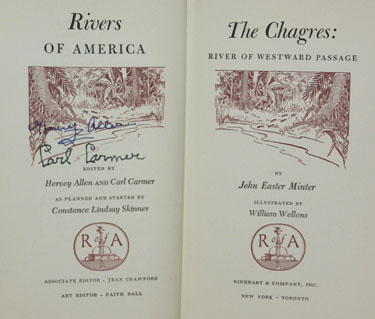 Rivers
OF AMERICA
Hervey Allen
Carl Carmer
EDITED BY
Hervey Allen AND Carl Carmer
AS PLANNED AND STARTED BY
Constance Lindsay Skinner
R A
ASSOCIATE EDITOR · JEAN CRAWFORD
ART EDITOR · FAITH BALL
The Chagres:
RIVER OF WESTWARD PASSAGE
BY
John Easter Minter
ILLUSTRATED BY
William Wellons
R A
RINEHART & COMPANY, INC.
NEW YORK · TORONTO